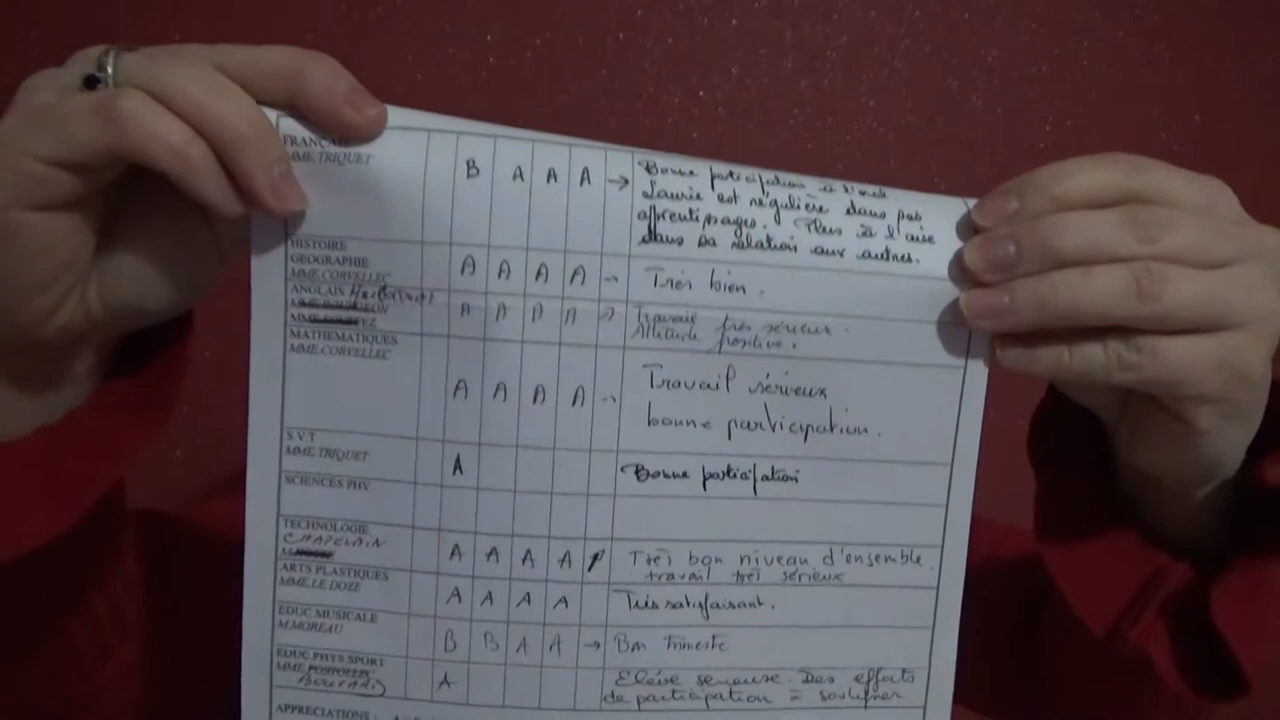 FRANÇAIS
MME.TRIQUET
B A A A → Bonne participation à l'oral.
Laurie est régulière dans ses
apprentissages. Plus à l'aise
dans sa relation aux autres.
HISTOIRE
GEOGRAPHIE
MME.CORVELLEC
A A A A → Très bien.
ANGLAIS
A A A A → Travail très sérieux.
Attitude positive.
MATHEMATIQUES
MME.CORVELLEC
A A A A → Travail sérieux
bonne participation.
S.V.T
MME.TRIQUET
A Bonne participation
SCIENCES PHY
TECHNOLOGIE
CHAPELAIN
A A A A Très bon niveau d'ensemble.
travail très sérieux
ARTS PLASTIQUES
MME.LE DOZE
A A A A Très satisfaisant.
EDUC MUSICALE
M.MOREAU
B B A A → Bon trimestre
EDUC PHYS SPORT
MME
A Elève sérieuse. Des efforts
de participation à souligner
APPRECIATIONS :